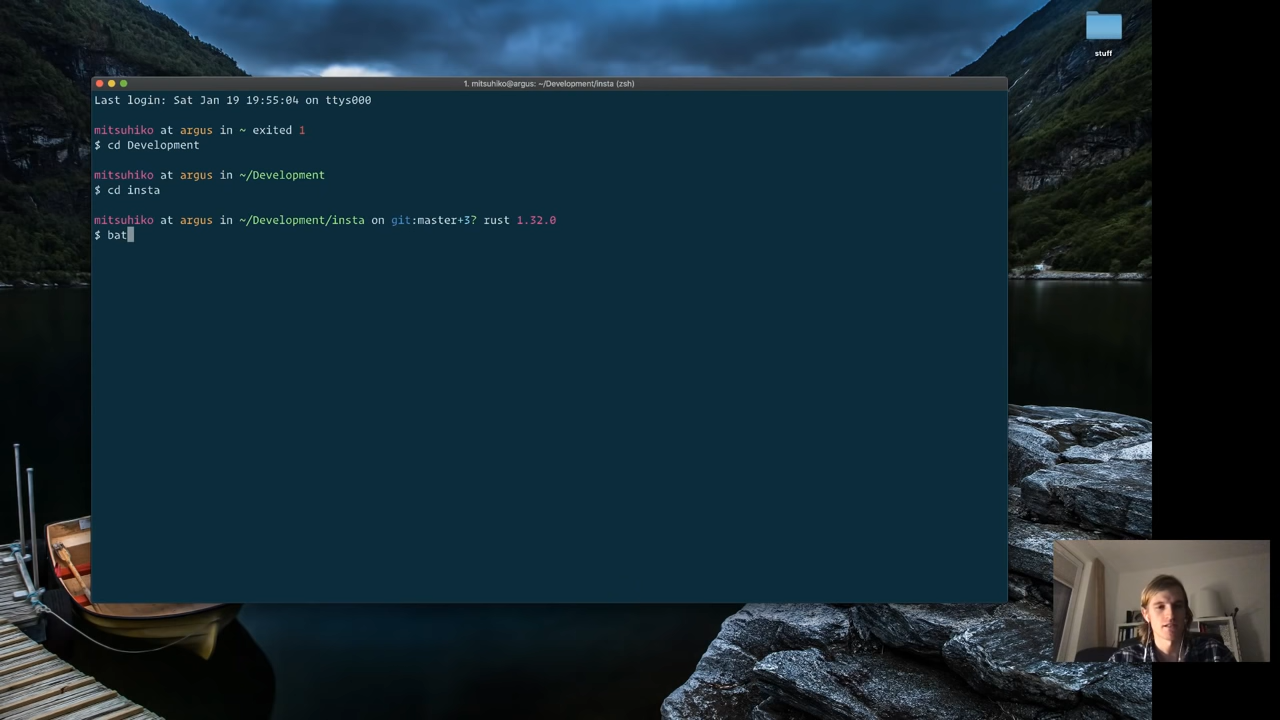 stuff
1. mitsuhiko@argus: ~/Development/insta (zsh)
Last login: Sat Jan 19 19:55:04 on ttys000
mitsuhiko at argus in ~ exited 1
$ cd Development
mitsuhiko at argus in ~/Development
$ cd insta
mitsuhiko at argus in ~/Development/insta on git:master+3? rust 1.32.0
$ bat